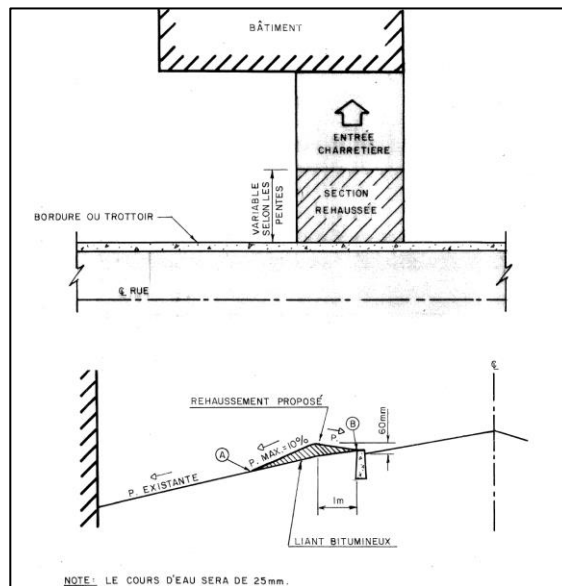 BÂTIMENT
ENTRÉE
CHARRETIÈRE
VARIABLE
SELON LES
PENTES
SECTION
REHAUSSÉE
BORDURE OU TROTTOIR
℄ RUE
℄
REHAUSSEMENT PROPOSÉ
P.
B
60mm
A
P. MAX.=10%
P. EXISTANTE
1m
LIANT BITUMINEUX
NOTE: LE COURS D'EAU SERA DE 25mm.